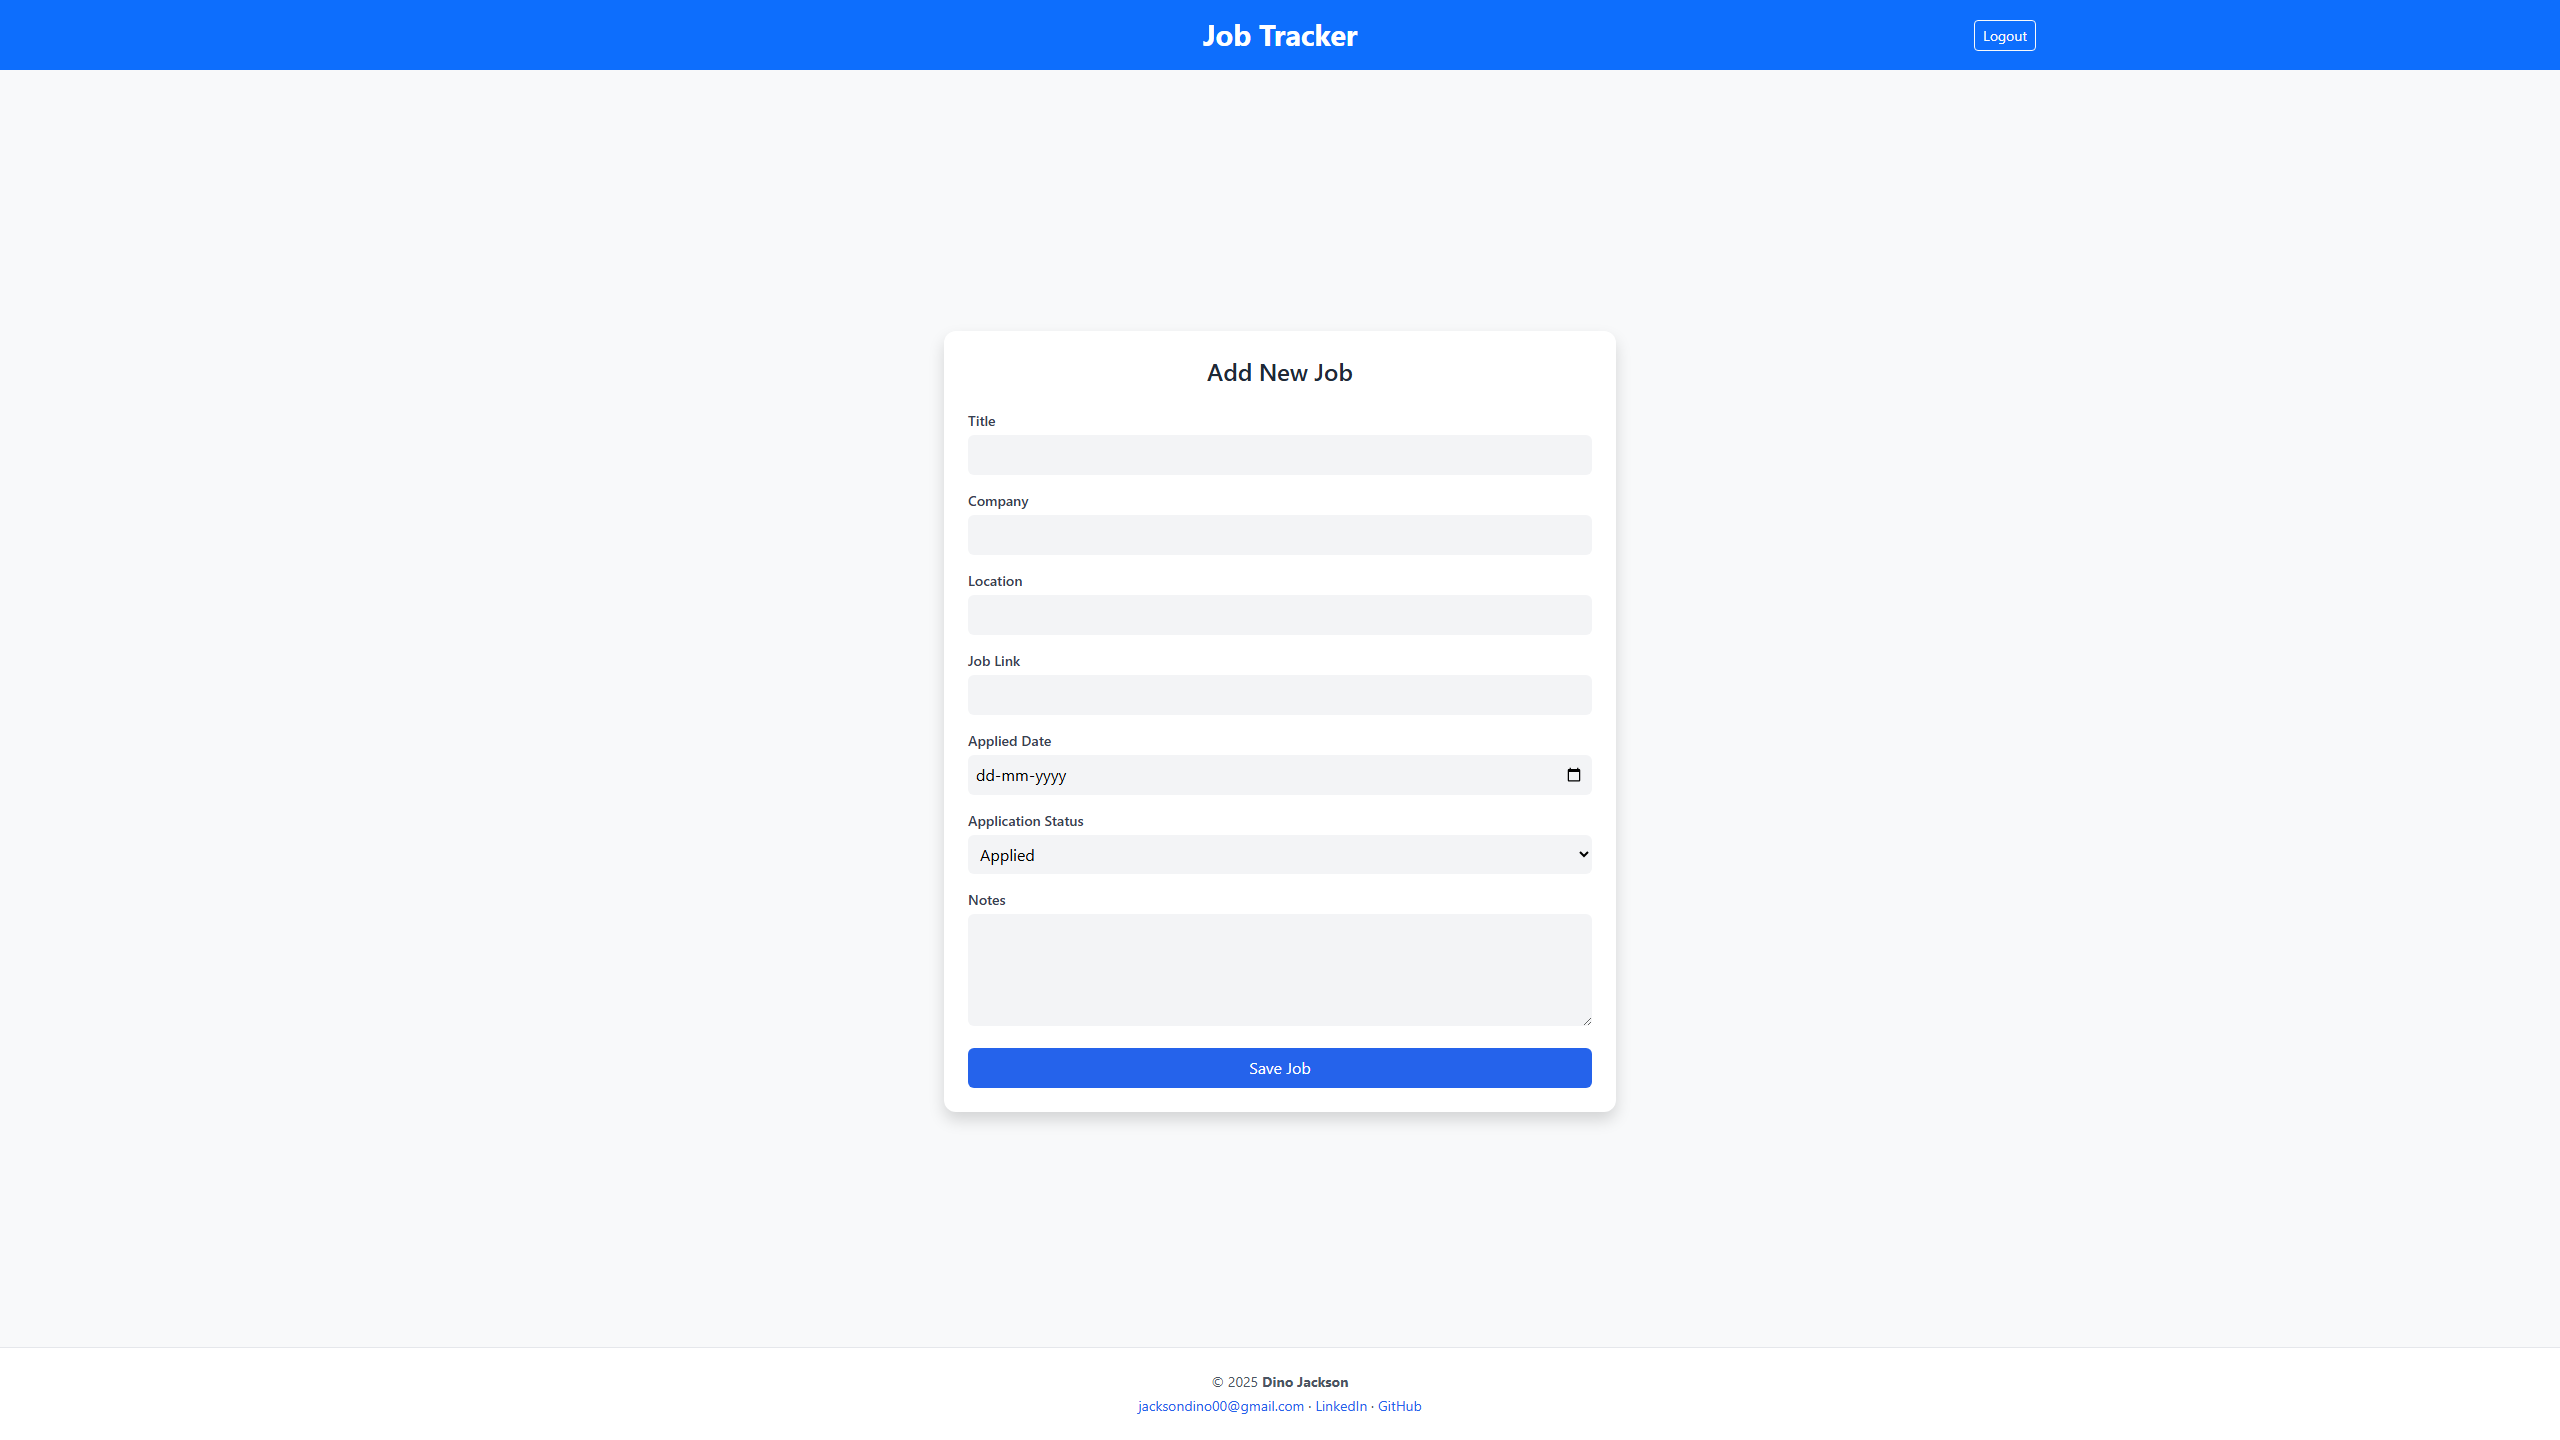 Job Tracker
Logout
Add New Job
Title
Company
Location
Job Link
Applied Date
dd-mm-yyyy
Application Status
Applied
Notes
Save Job
© 2025 Dino Jackson
jacksondino00@gmail.com · LinkedIn · GitHub